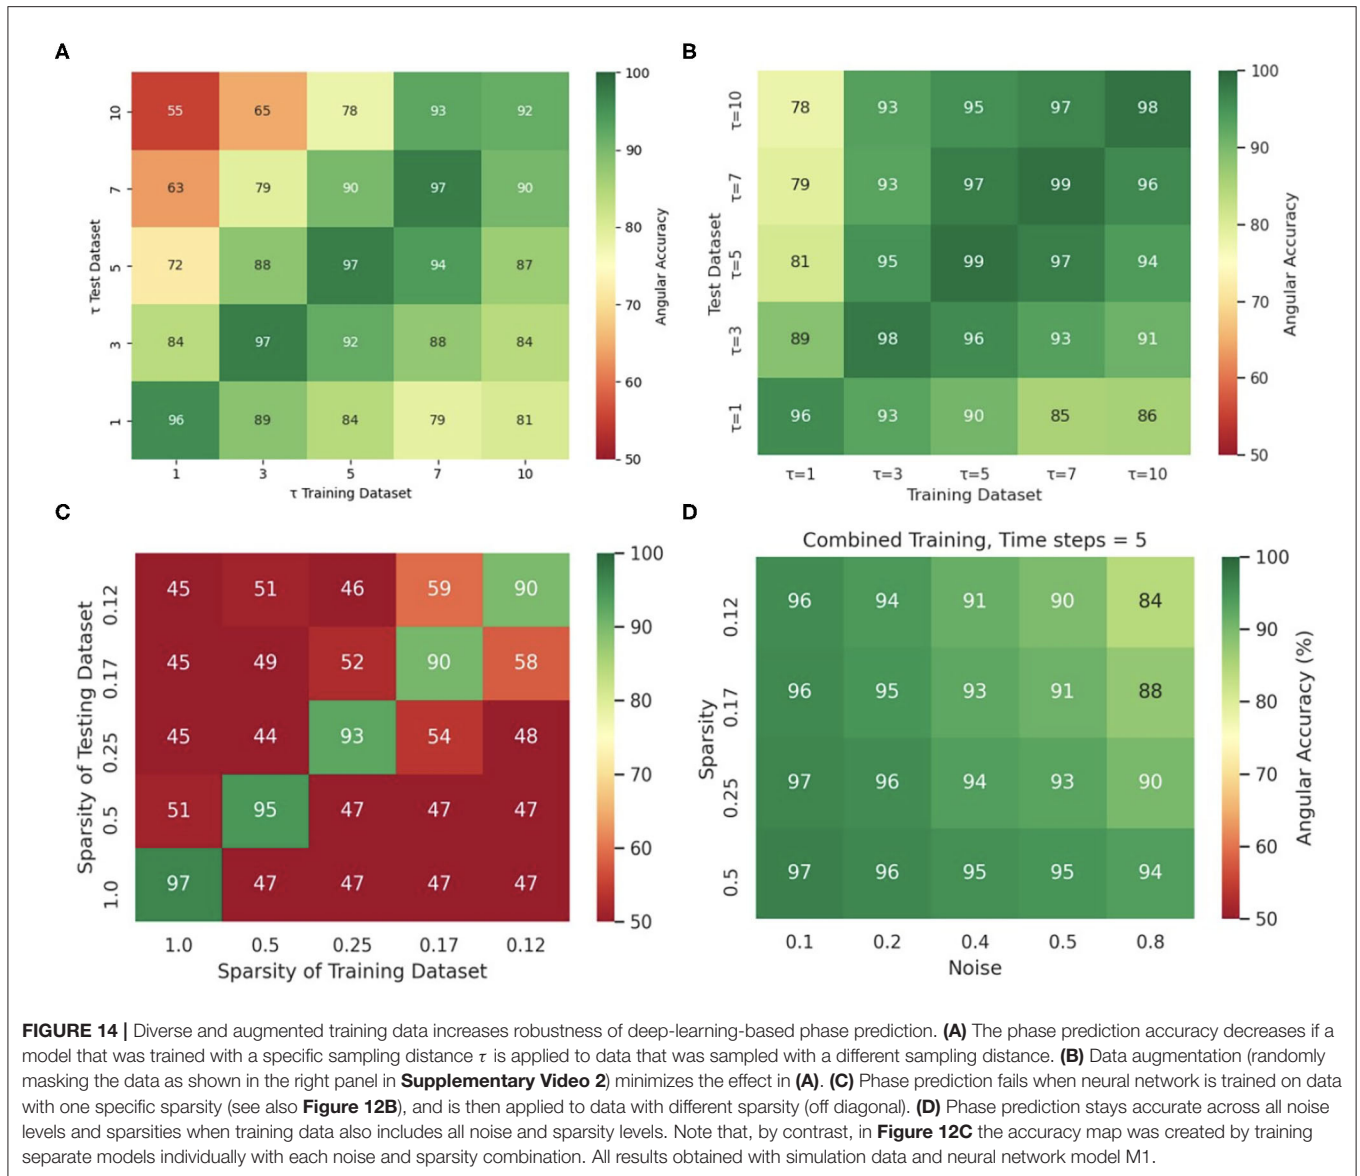 A
10 55 65 78 93 92
7 63 79 90 97 90
5 72 88 97 94 87
3 84 97 92 88 84
1 96 89 84 79 81
1 3 5 7 10
τ Training Dataset
τ Test Dataset
100
90
80
70
60
50
Angular Accuracy
B
τ=10 78 93 95 97 98
τ=7 79 93 97 99 96
τ=5 81 95 99 97 94
τ=3 89 98 96 93 91
τ=1 96 93 90 85 86
τ=1 τ=3 τ=5 τ=7 τ=10
Training Dataset
Test Dataset
100
90
80
70
60
50
Angular Accuracy
C
0.12 45 51 46 59 90
0.17 45 49 52 90 58
0.25 45 44 93 54 48
0.5 51 95 47 47 47
1.0 97 47 47 47 47
1.0 0.5 0.25 0.17 0.12
Sparsity of Training Dataset
Sparsity of Testing Dataset
100
90
80
70
60
50
D
Combined Training, Time steps = 5
0.12 96 94 91 90 84
0.17 96 95 93 91 88
0.25 97 96 94 93 90
0.5 97 96 95 95 94
0.1 0.2 0.4 0.5 0.8
Noise
Sparsity
100
90
80
70
60
50
Angular Accuracy (%)
FIGURE 14 | Diverse and augmented training data increases robustness of deep-learning-based phase prediction. (A) The phase prediction accuracy decreases if a
model that was trained with a specific sampling distance τ is applied to data that was sampled with a different sampling distance. (B) Data augmentation (randomly
masking the data as shown in the right panel in Supplementary Video 2) minimizes the effect in (A). (C) Phase prediction fails when neural network is trained on data
with one specific sparsity (see also Figure 12B), and is then applied to data with different sparsity (off diagonal). (D) Phase prediction stays accurate across all noise
levels and sparsities when training data also includes all noise and sparsity levels. Note that, by contrast, in Figure 12C the accuracy map was created by training
separate models individually with each noise and sparsity combination. All results obtained with simulation data and neural network model M1.